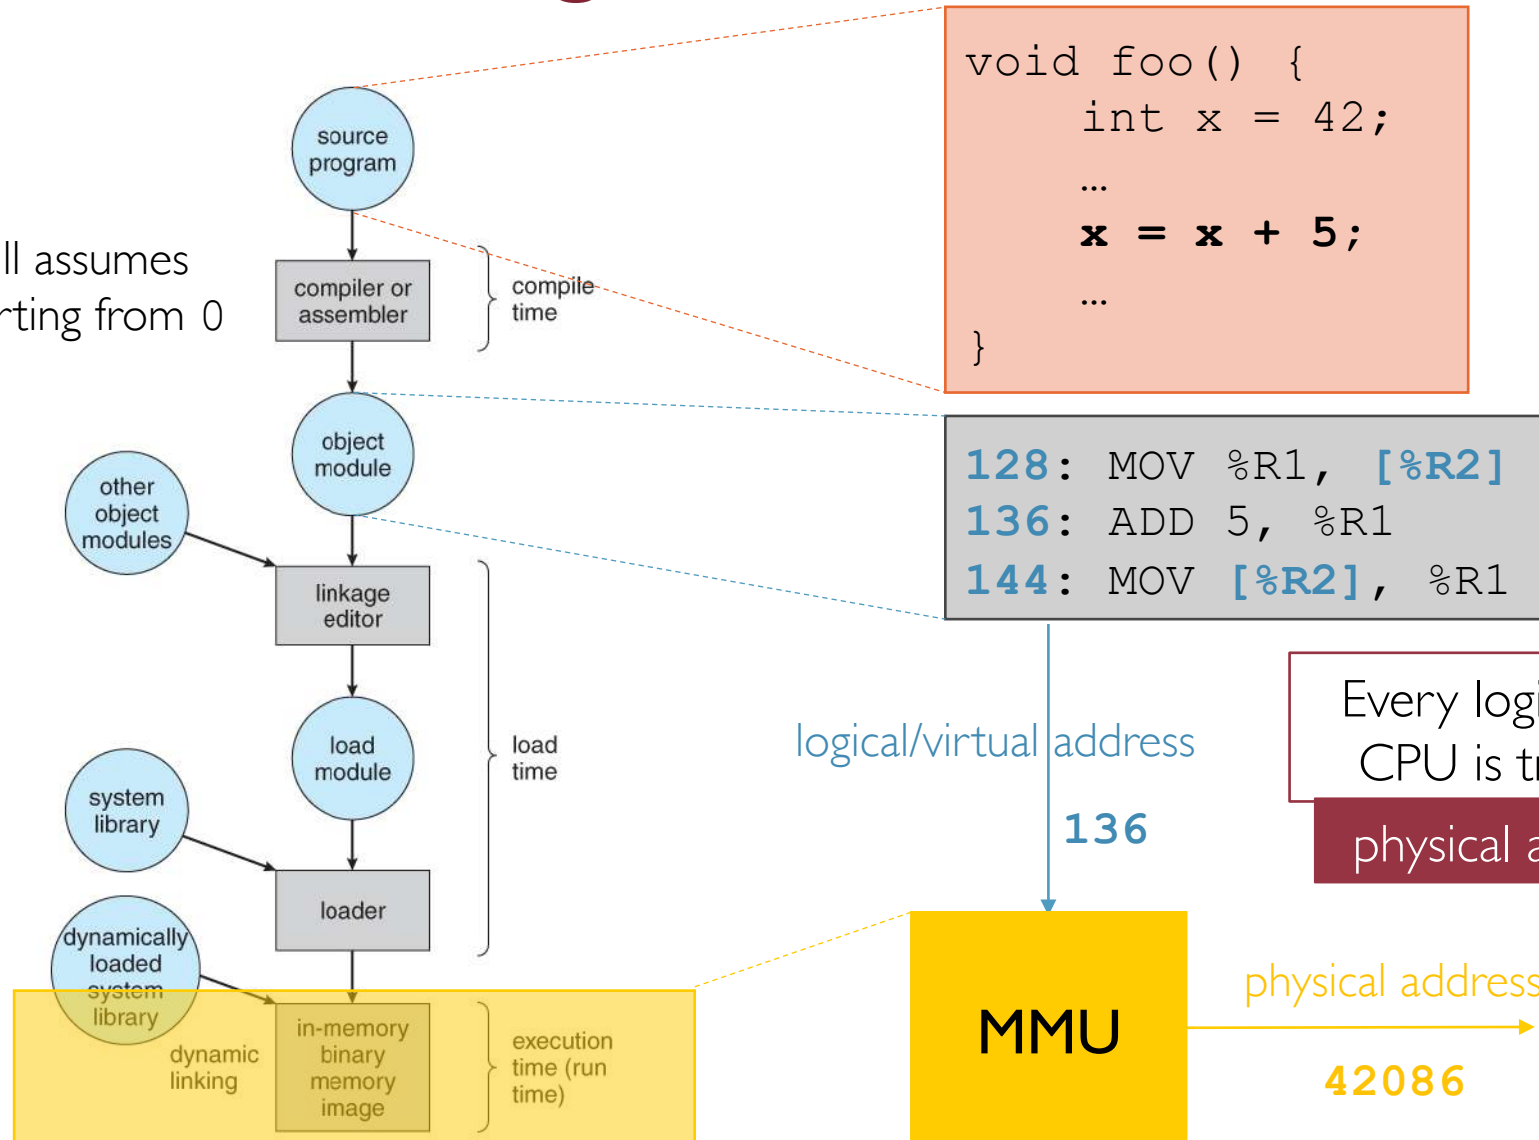 source
program
ll assumes
rting from 0
compiler or
assembler
compile
time
object
module
other
object
modules
linkage
editor
load
module
load
time
system
library
loader
dynamically
loaded
system
library
dynamic
linking
in-memory
binary
memory
image
execution
time (run
time)
void foo() {
int x = 42;
…
x = x + 5;
…
}
128: MOV %R1, [%R2]
136: ADD 5, %R1
144: MOV [%R2], %R1
logical/virtual address
136
Every logi
CPU is tr
physical a
MMU
physical address
42086